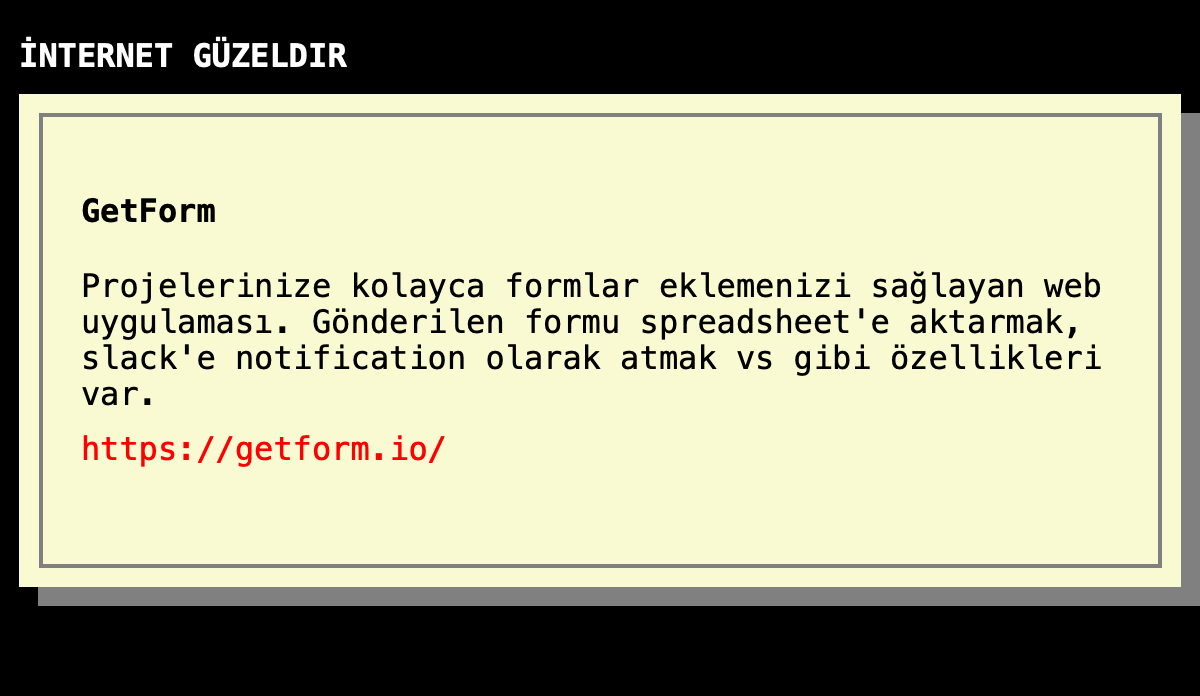 İNTERNET GÜZELDIR
GetForm
Projelerinize kolayca formlar eklemenizi sağlayan web
uygulaması. Gönderilen formu spreadsheet'e aktarmak,
slack'e notification olarak atmak vs gibi özellikleri
var.
https://getform.io/